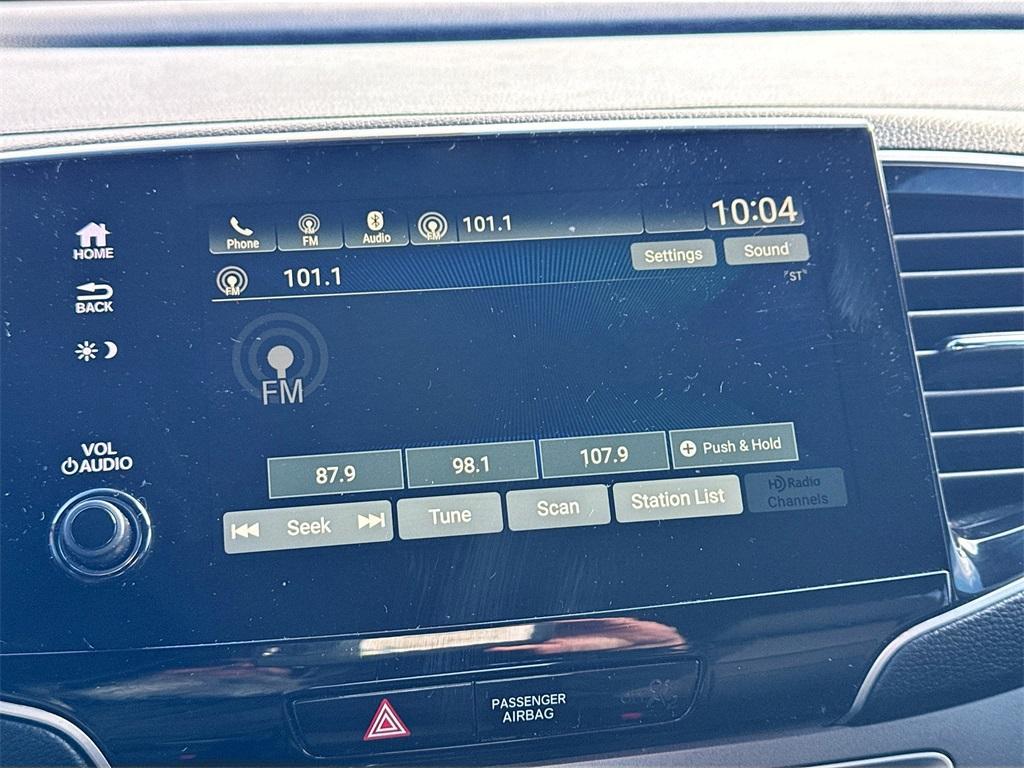 HOME
BACK
VOL
AUDIO
Phone
FM
Audio
FM
101.1
10:04
Settings
Sound
FM
101.1
ST
FM
87.9
98.1
107.9
Push & Hold
Seek
Tune
Scan
Station List
HD Radio
Channels
PASSENGER
AIRBAG